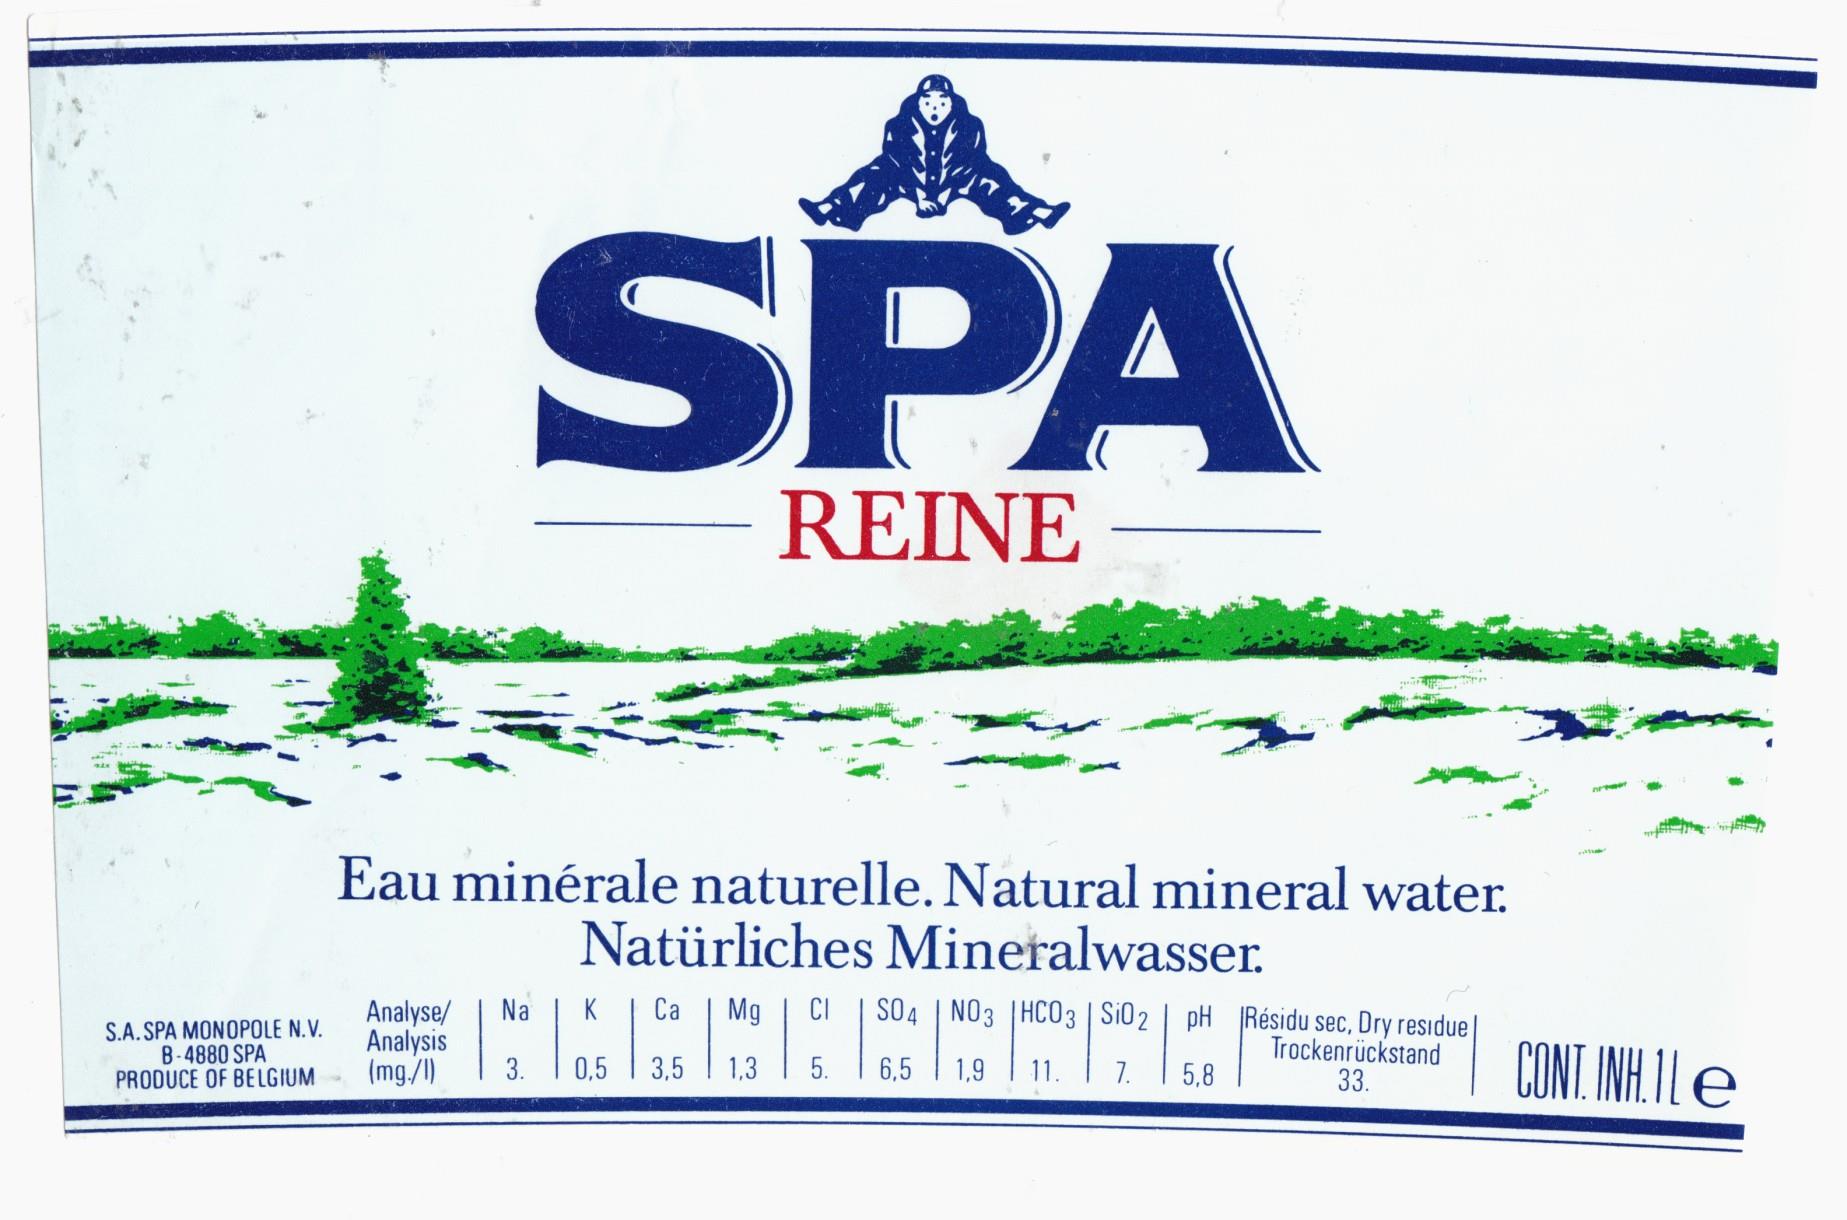 SPA
REINE
Eau minérale naturelle. Natural mineral water.
Natürliches Mineralwasser.
S.A. SPA MONOPOLE N.V.
B-4880 SPA
PRODUCE OF BELGIUM
Analyse/
Analysis
(mg./l)
Na K Ca Mg Cl SO4 NO3 HCO3 SiO2 pH
3. 0,5 3,5 1,3 5. 6,5 1,9 11. 7. 5,8
Résidu sec, Dry residue
Trockenrückstand
33.
CONT. INH. 1L e